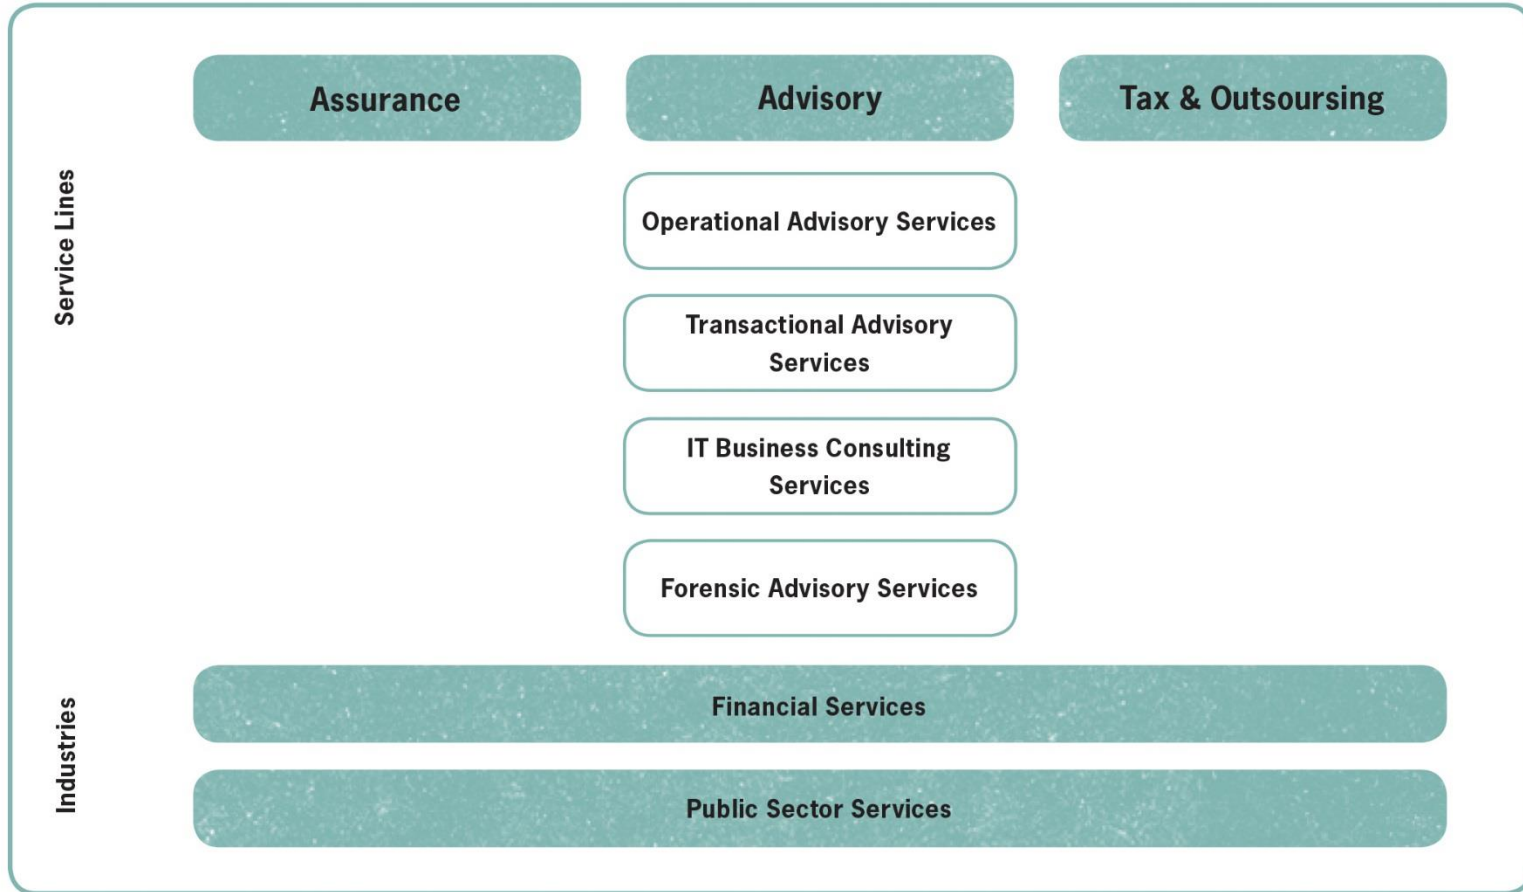 Assurance
Advisory
Tax & Outsoursing
Service Lines
Operational Advisory Services
Transactional Advisory
Services
IT Business Consulting
Services
Forensic Advisory Services
Industries
Financial Services
Public Sector Services